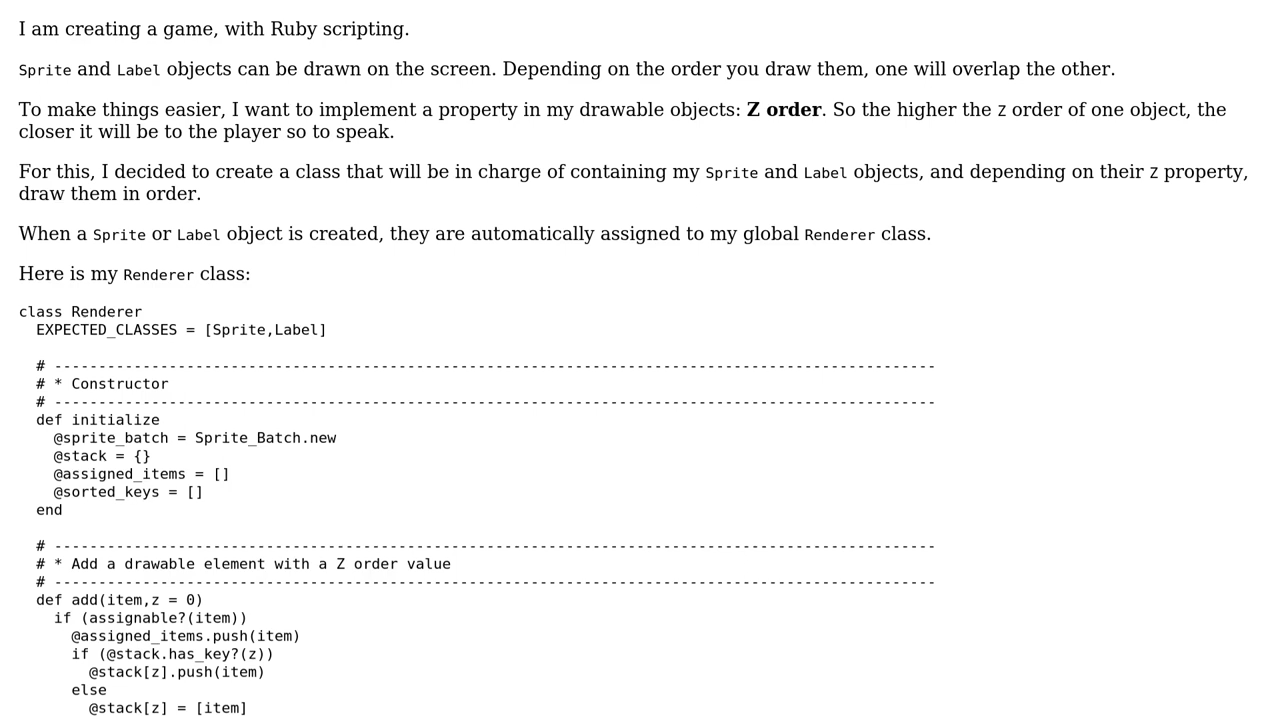 I am creating a game, with Ruby scripting.
Sprite and Label objects can be drawn on the screen. Depending on the order you draw them, one will overlap the other.
To make things easier, I want to implement a property in my drawable objects: Z order. So the higher the Z order of one object, the
closer it will be to the player so to speak.
For this, I decided to create a class that will be in charge of containing my Sprite and Label objects, and depending on their Z property,
draw them in order.
When a Sprite or Label object is created, they are automatically assigned to my global Renderer class.
Here is my Renderer class:
class Renderer
  EXPECTED_CLASSES = [Sprite,Label]
  # ----------------------------------------------------------------------------------------------------
  # * Constructor
  # ----------------------------------------------------------------------------------------------------
  def initialize
    @sprite_batch = Sprite_Batch.new
    @stack = {}
    @assigned_items = []
    @sorted_keys = []
  end
  # ----------------------------------------------------------------------------------------------------
  # * Add a drawable element with a Z order value
  # ----------------------------------------------------------------------------------------------------
  def add(item,z = 0)
    if (assignable?(item))
      @assigned_items.push(item)
      if (@stack.has_key?(z))
        @stack[z].push(item)
      else
        @stack[z] = [item]